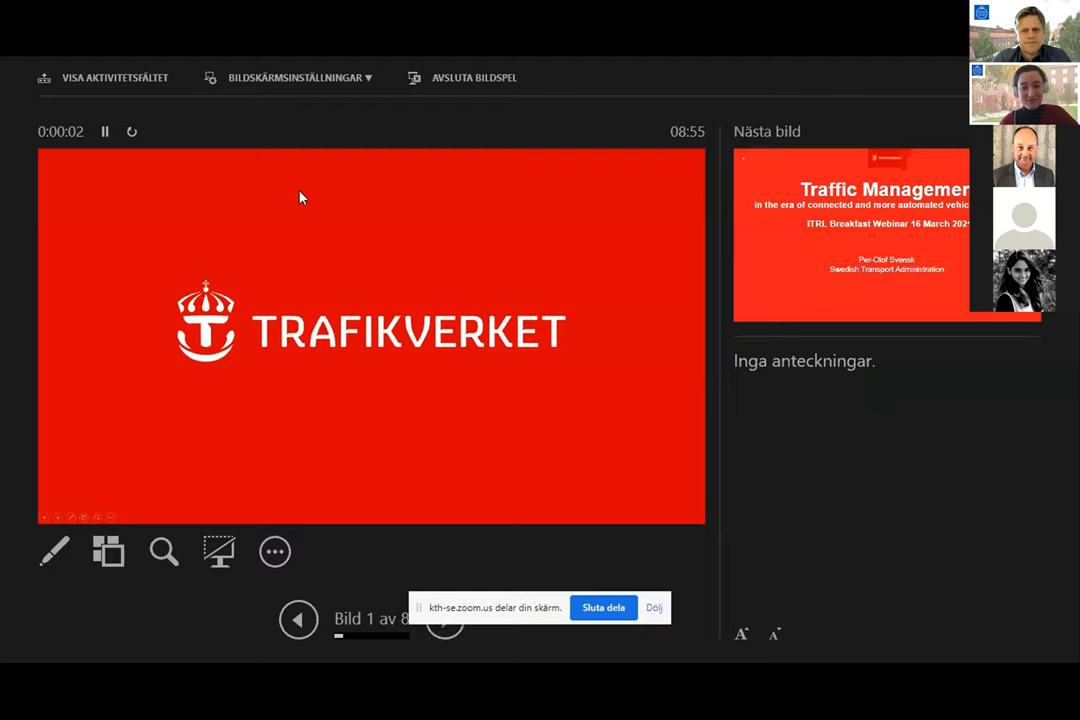 VISA AKTIVITETSFÄLTET
BILDSKÄRMSINSTÄLLNINGAR ▼
AVSLUTA BILDSPEL
0:00:02
08:55
Nästa bild
TRAFIKVERKET
Traffic Managemen
in the era of connected and more automated vehic
ITRL Breakfast Webinar 16 March 2021
Per-Olof Svensk
Swedish Transport Administration
Inga anteckningar.
kth-se.zoom.us delar din skärm.
Sluta dela
Dölj
Bild 1 av 8
A A